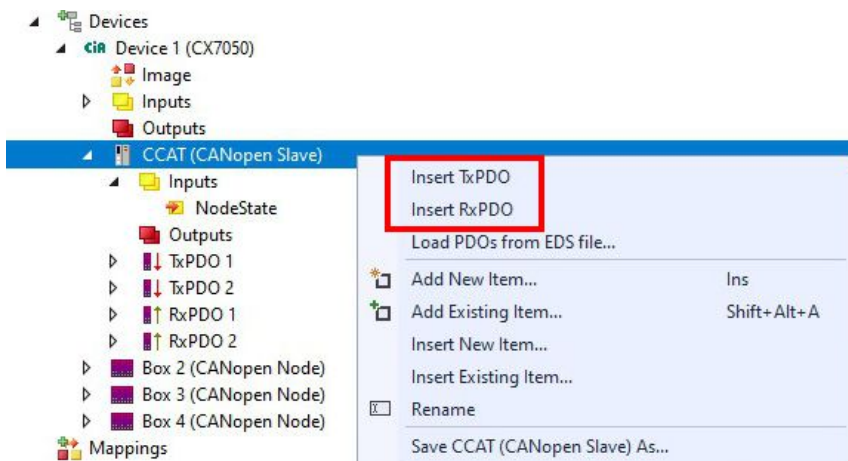 Devices
CiA Device 1 (CX7050)
Image
Inputs
Outputs
CCAT (CANopen Slave)
Inputs
NodeState
Outputs
TxPDO 1
TxPDO 2
RxPDO 1
RxPDO 2
Box 2 (CANopen Node)
Box 3 (CANopen Node)
Box 4 (CANopen Node)
Mappings
Insert TxPDO
Insert RxPDO
Load PDOs from EDS file...
Add New Item... Ins
Add Existing Item... Shift+Alt+A
Insert New Item...
Insert Existing Item...
Rename
Save CCAT (CANopen Slave) As...